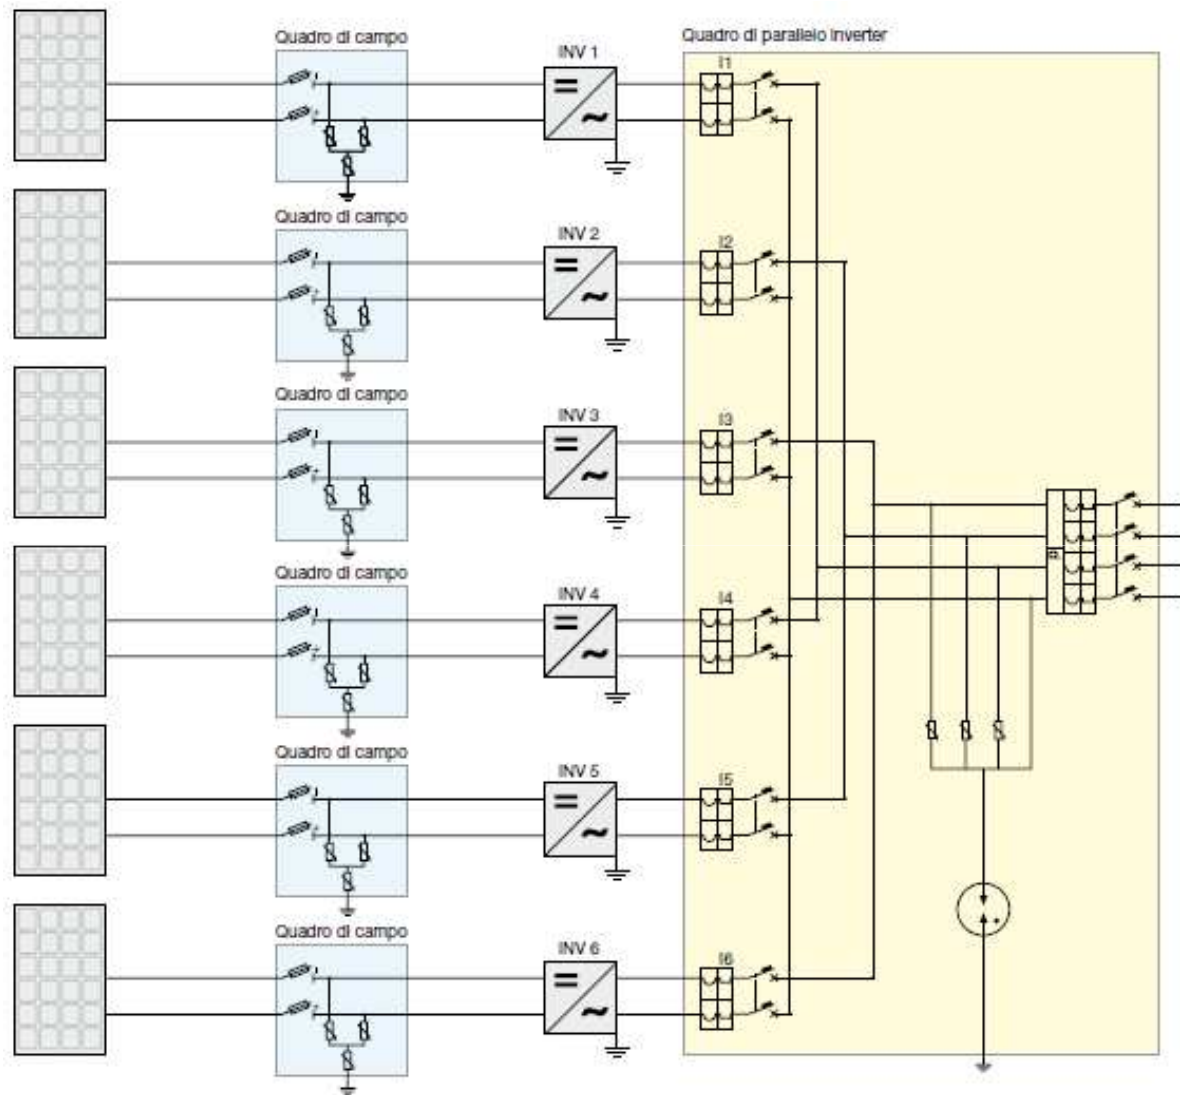 Quadro di campo
INV 1
Quadro di parallelo inverter
I1
Quadro di campo
INV 2
I2
Quadro di campo
INV 3
I3
Quadro di campo
INV 4
I4
Quadro di campo
INV 5
I5
Quadro di campo
INV 6
I6